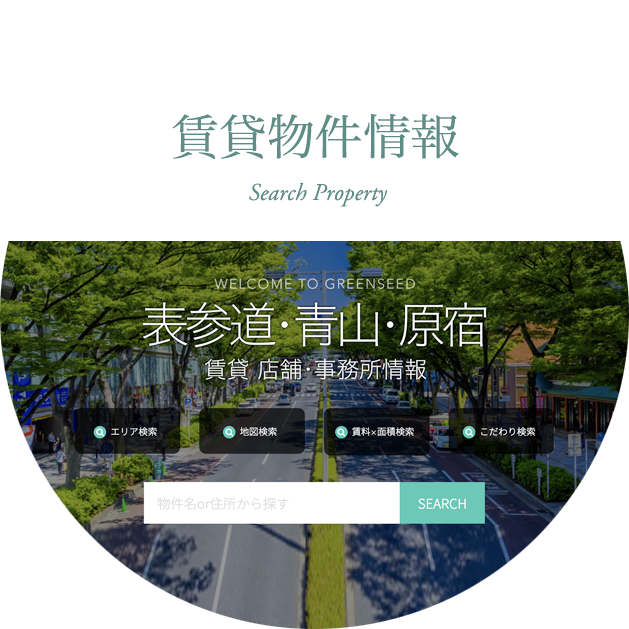 賃貸物件情報
Search Property
WELCOME TO GREENSEED
表参道・青山・原宿
賃貸 店舗・事務所情報
エリア検索
地図検索
賃料×面積検索
こだわり検索
物件名or住所から探す
SEARCH